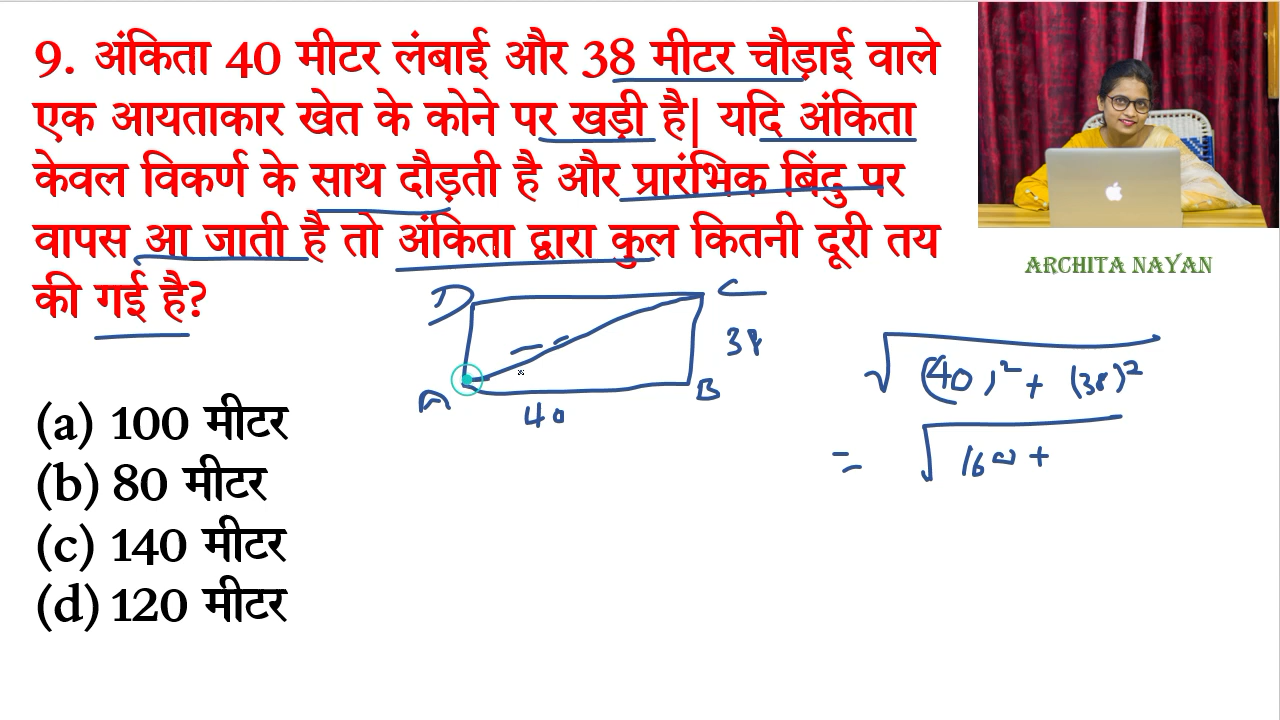 9. अंकिता 40 मीटर लंबाई और 38 मीटर चौड़ाई वाले
एक आयताकार खेत के कोने पर खड़ी है| यदि अंकिता
केवल विकर्ण के साथ दौड़ती है और प्रारंभिक बिंदु पर
वापस आ जाती है तो अंकिता द्वारा कुल कितनी दूरी तय
की गई है?
ARCHITA NAYAN
D C
38
A B
40
√(40)² + (38)²
= √1600 +
(a) 100 मीटर
(b) 80 मीटर
(c) 140 मीटर
(d) 120 मीटर